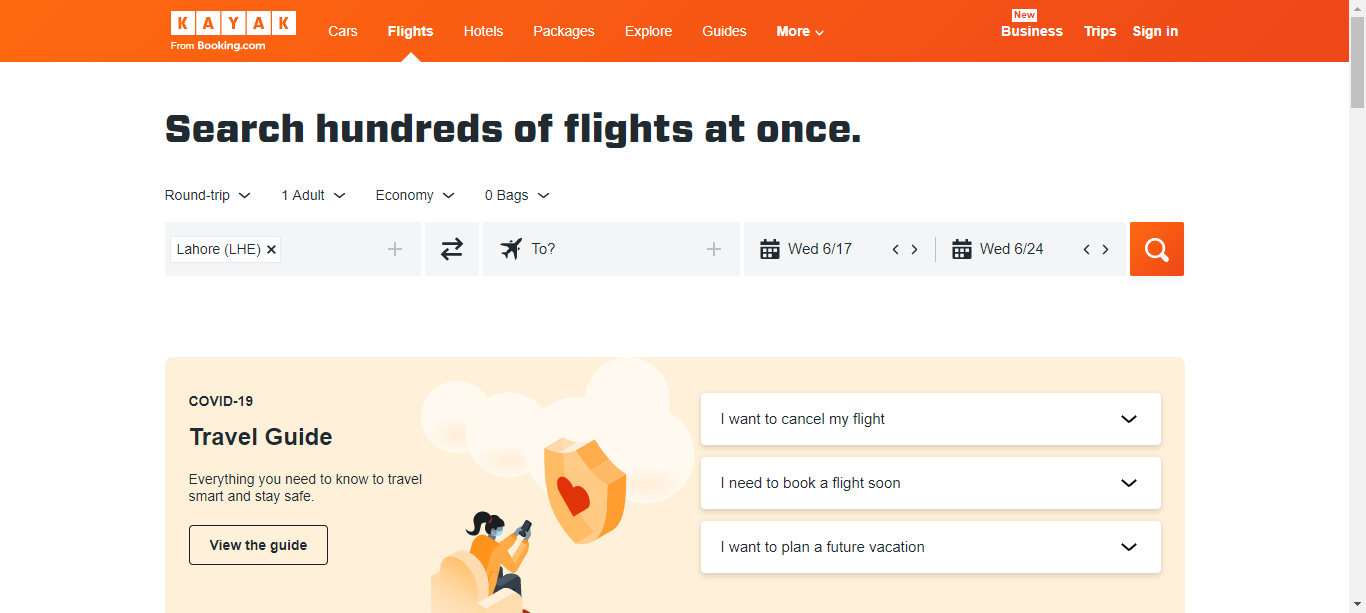 KAYAK
From Booking.com
Cars
Flights
Hotels
Packages
Explore
Guides
More
New
Business
Trips
Sign in
Search hundreds of flights at once.
Round-trip
1 Adult
Economy
0 Bags
Lahore (LHE)
To?
Wed 6/17
Wed 6/24
COVID-19
Travel Guide
Everything you need to know to travel
smart and stay safe.
View the guide
I want to cancel my flight
I need to book a flight soon
I want to plan a future vacation